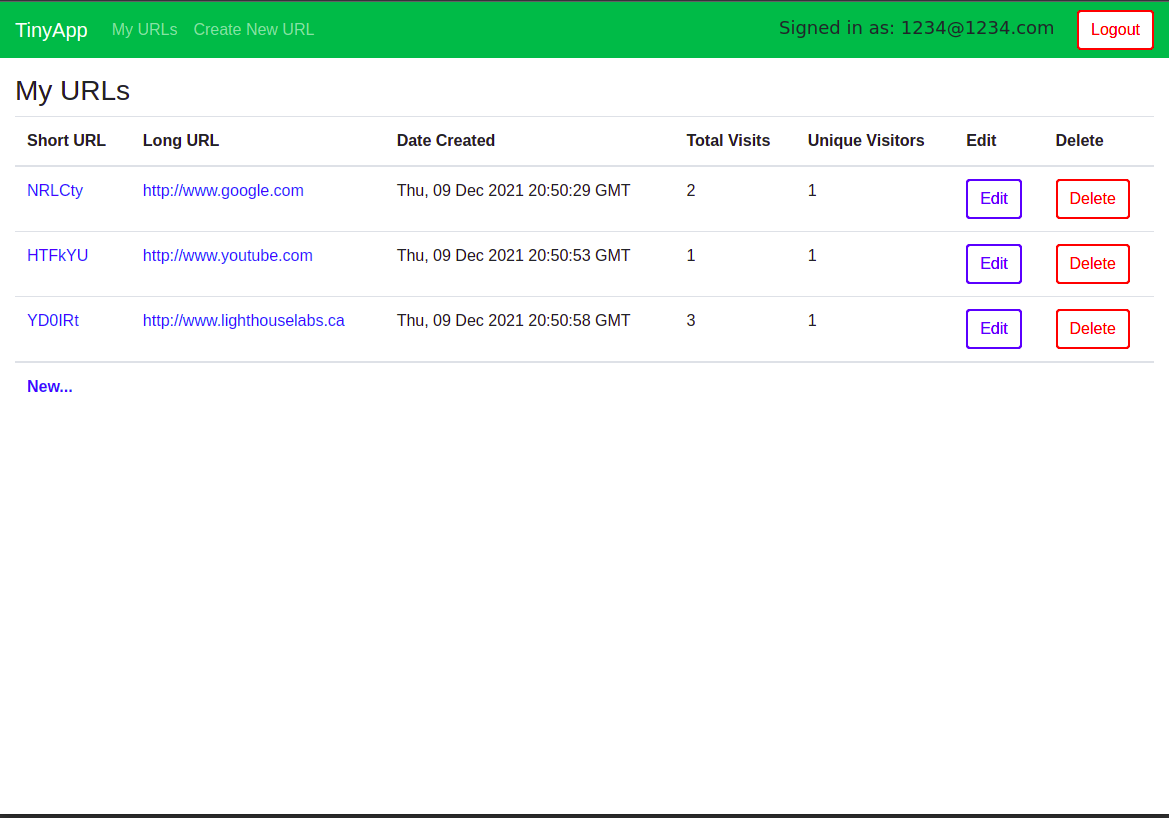 TinyApp My URLs Create New URL Signed in as: 1234@1234.com Logout
My URLs
Short URL Long URL Date Created Total Visits Unique Visitors Edit Delete
NRLCty http://www.google.com Thu, 09 Dec 2021 20:50:29 GMT 2 1 Edit Delete
HTFkYU http://www.youtube.com Thu, 09 Dec 2021 20:50:53 GMT 1 1 Edit Delete
YD0IRt http://www.lighthouselabs.ca Thu, 09 Dec 2021 20:50:58 GMT 3 1 Edit Delete
New...